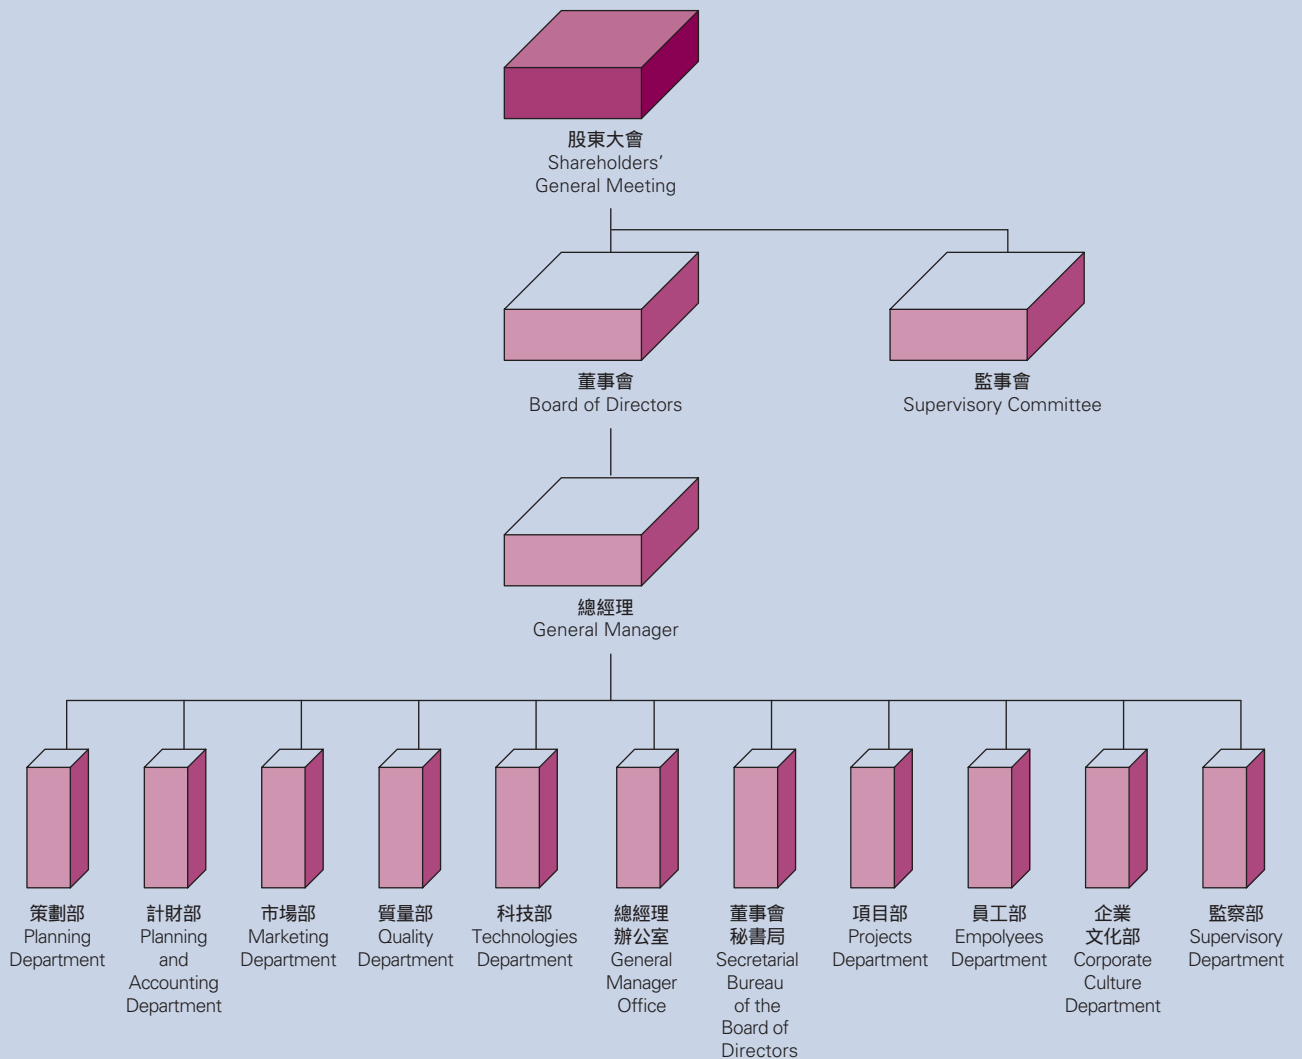 股東大會
Shareholders’
General Meeting
董事會
Board of Directors
監事會
Supervisory Committee
總經理
General Manager
策劃部
Planning
Department
計財部
Planning
and
Accounting
Department
市場部
Marketing
Department
質量部
Quality
Department
科技部
Technologies
Department
總經理
辦公室
General
Manager
Office
董事會
秘書局
Secretarial
Bureau
of the
Board of
Directors
項目部
Projects
Department
員工部
Empolyees
Department
企業
文化部
Corporate
Culture
Department
監察部
Supervisory
Department